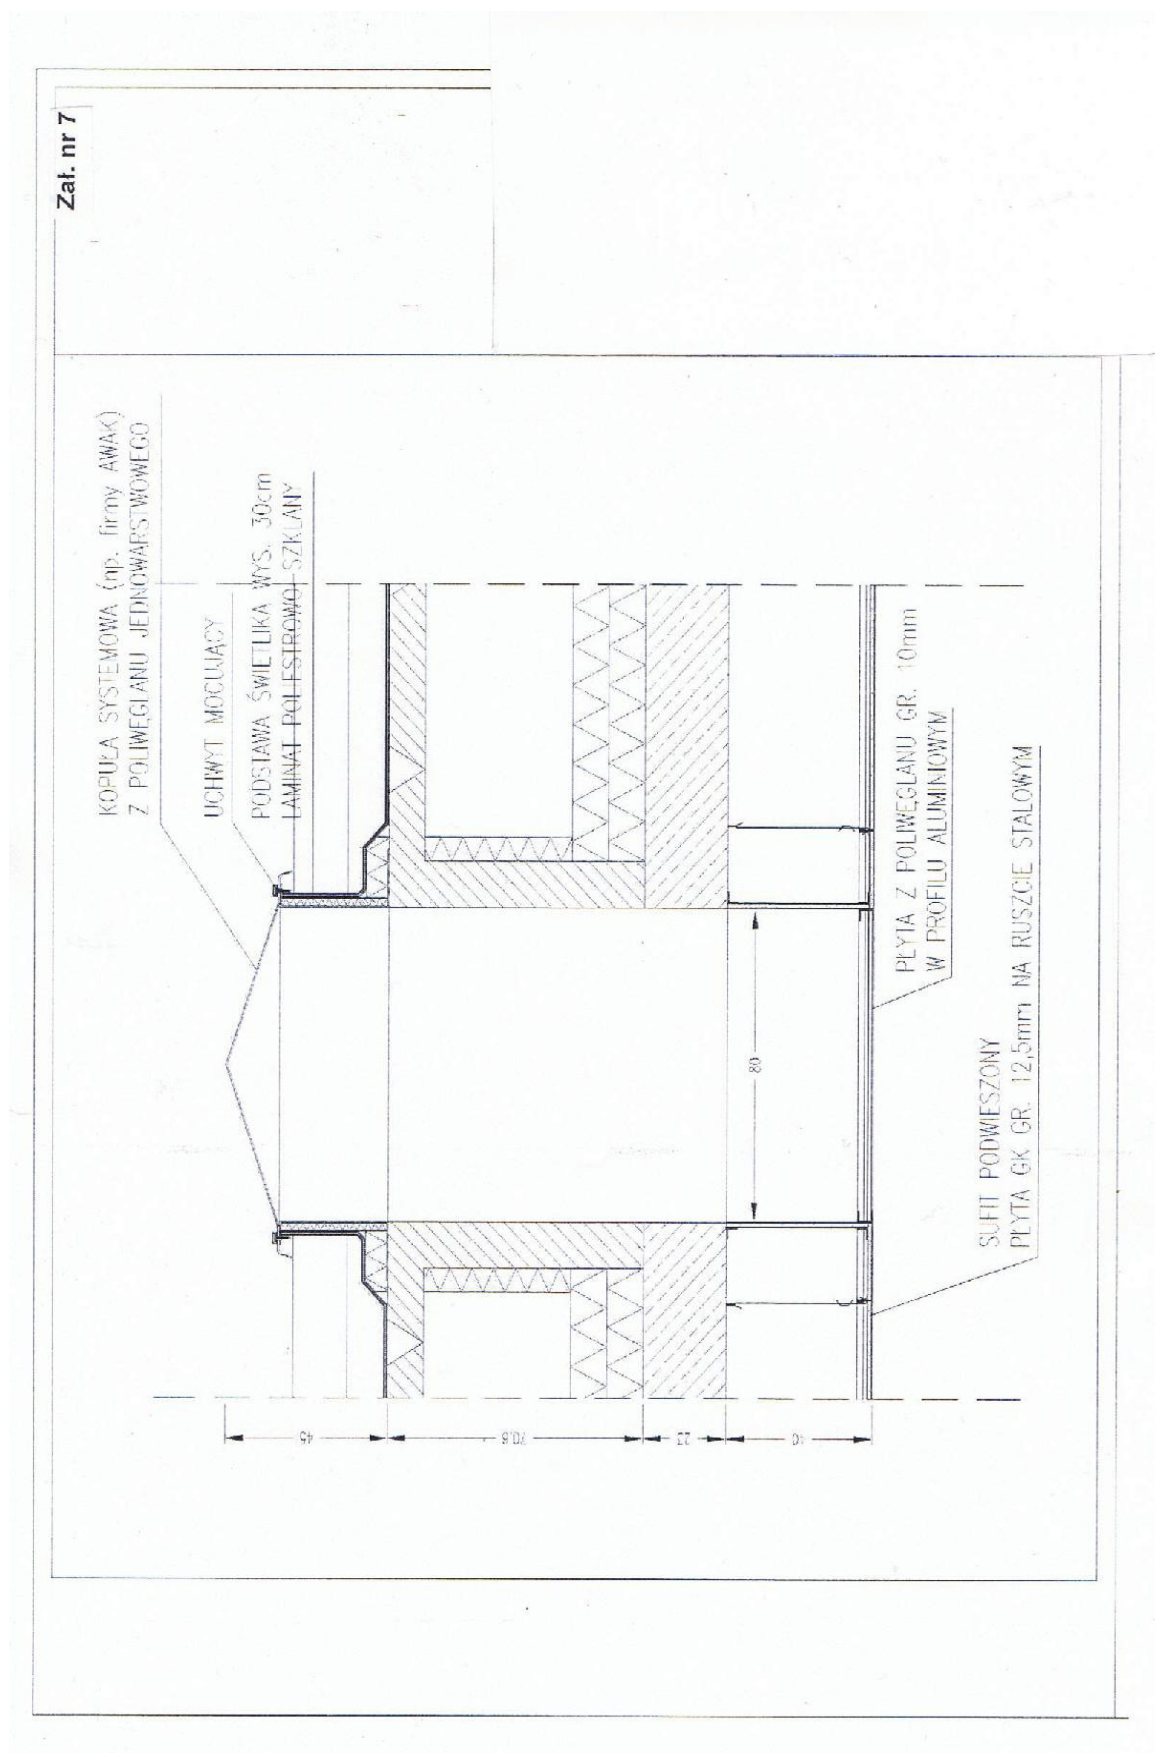 Zał. nr 7
KOPUŁA SYSTEMOWA (np. firmy AWAK)
Z POLIWĘGLANU JEDNOWARSTWOWEGO
UCHWYT MOCUJĄCY
PODSTAWA ŚWIETLIKA WYS. 30cm
LAMINAT POLIESTROWO-SZKLANY
PŁYTA Z POLIWĘGLANU GR. 10mm
W PROFILU ALUMINIOWYM
SUFIT PODWIESZONY
PŁYTA GK GR. 12,5mm NA RUSZCIE STALOWYM
80
45
70,6
23
40